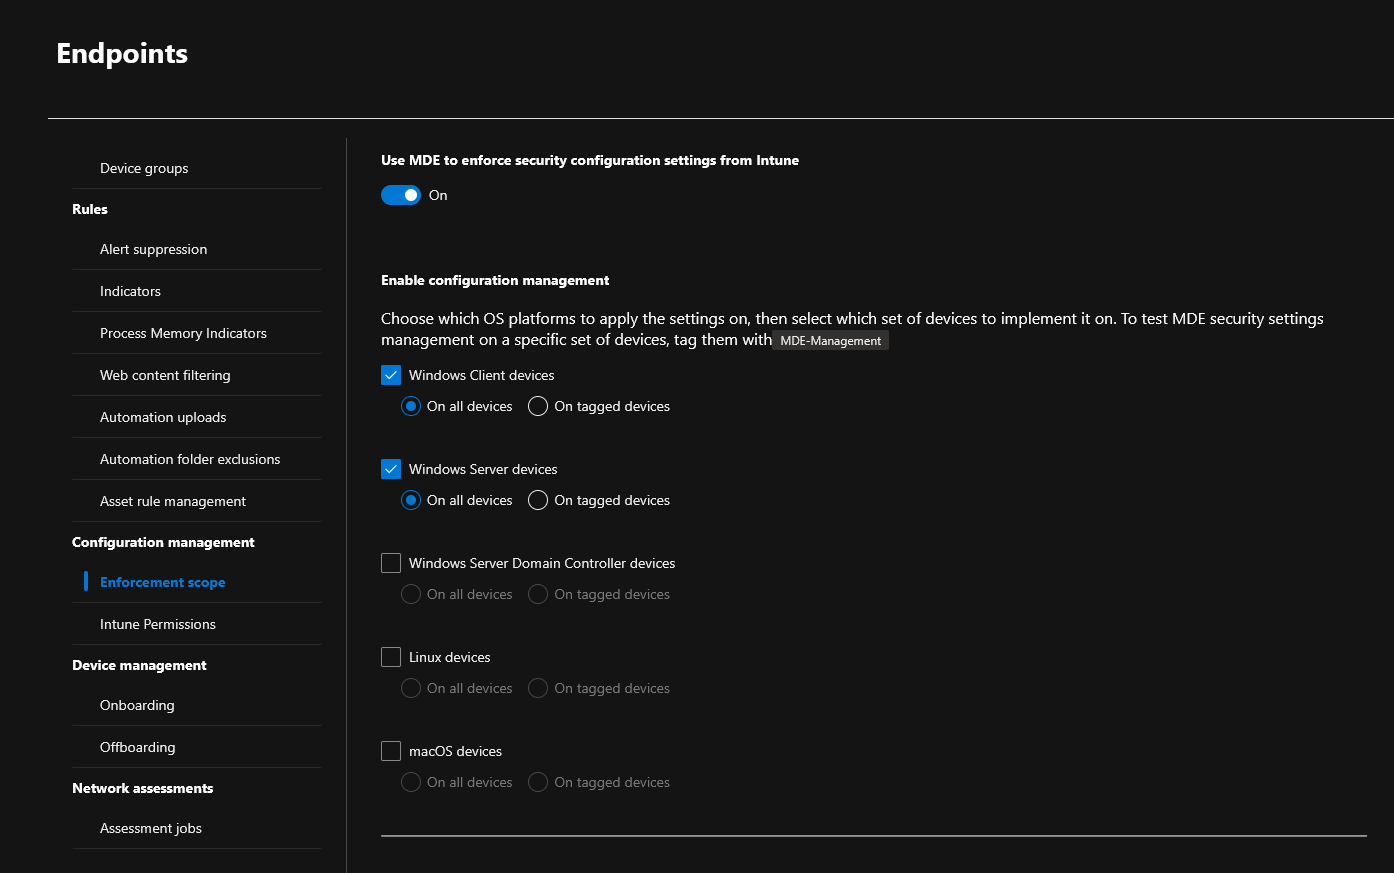 Endpoints
Device groups
Rules
Alert suppression
Indicators
Process Memory Indicators
Web content filtering
Automation uploads
Automation folder exclusions
Asset rule management
Configuration management
Enforcement scope
Intune Permissions
Device management
Onboarding
Offboarding
Network assessments
Assessment jobs
Use MDE to enforce security configuration settings from Intune
On
Enable configuration management
Choose which OS platforms to apply the settings on, then select which set of devices to implement it on. To test MDE security settings
management on a specific set of devices, tag them with MDE-Management
Windows Client devices
On all devices On tagged devices
Windows Server devices
On all devices On tagged devices
Windows Server Domain Controller devices
On all devices On tagged devices
Linux devices
On all devices On tagged devices
macOS devices
On all devices On tagged devices